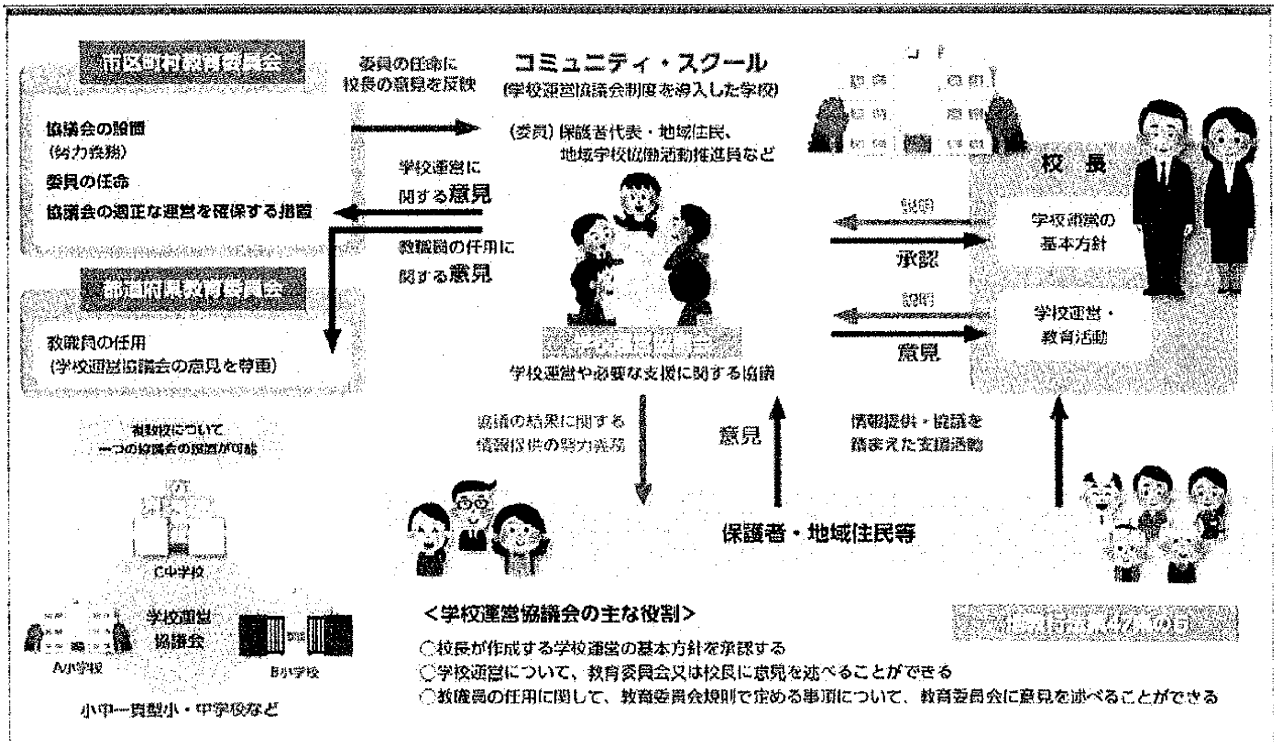 市区町村教育委員会
協議会の設置
(努力義務)
委員の任命
協議会の適正な運営を確保する措置
都道府県教育委員会
教職員の任用
(学校運営協議会の意見を尊重)
委員の任命に
校長の意見を反映
学校運営に
関する意見
教職員の任用に
関する意見
コミュニティ・スクール
(学校運営協議会制度を導入した学校)
(委員) 保護者代表・地域住民、
地域学校協働活動推進員など
学校運営協議会
学校運営や必要な支援に関する協議
校 長
説明
承認
学校運営の
基本方針
説明
意見
学校運営・
教育活動
協議の結果に関する
情報提供の努力義務
意見
情報提供・協議を
踏まえた支援活動
保護者・地域住民等
複数校について
一つの協議会の設置が可能
C中学校
学校運営
協議会
A小学校
B小学校
小中一貫型小・中学校など
<学校運営協議会の主な役割>
○校長が作成する学校運営の基本方針を承認する
○学校運営について、教育委員会又は校長に意見を述べることができる
○教職員の任用に関して、教育委員会規則で定める事項について、教育委員会に意見を述べることができる